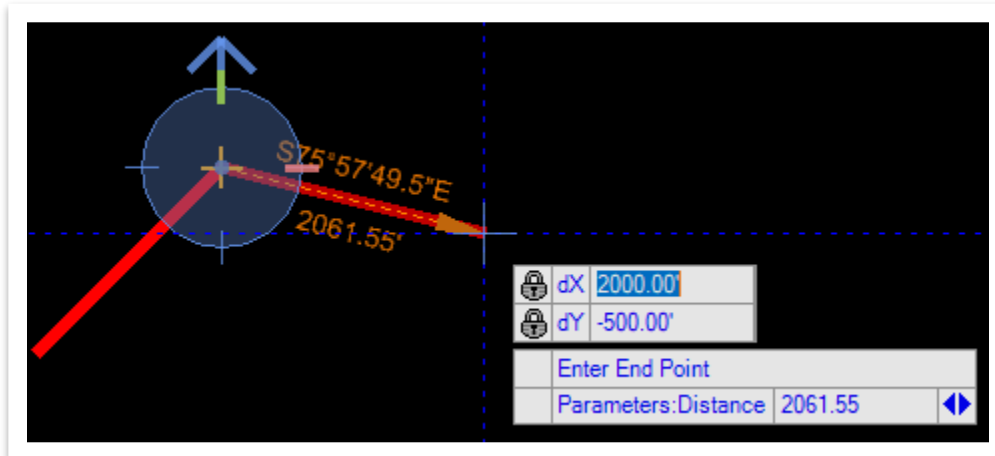 S75°57'49.5"E
2061.55'
dX 2000.00'
dY -500.00'
Enter End Point
Parameters:Distance 2061.55